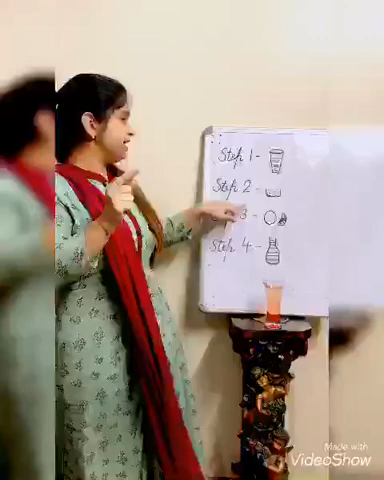 Step 1 -
Step 2 -
3 -
Step 4 -
Made with
VideoShow